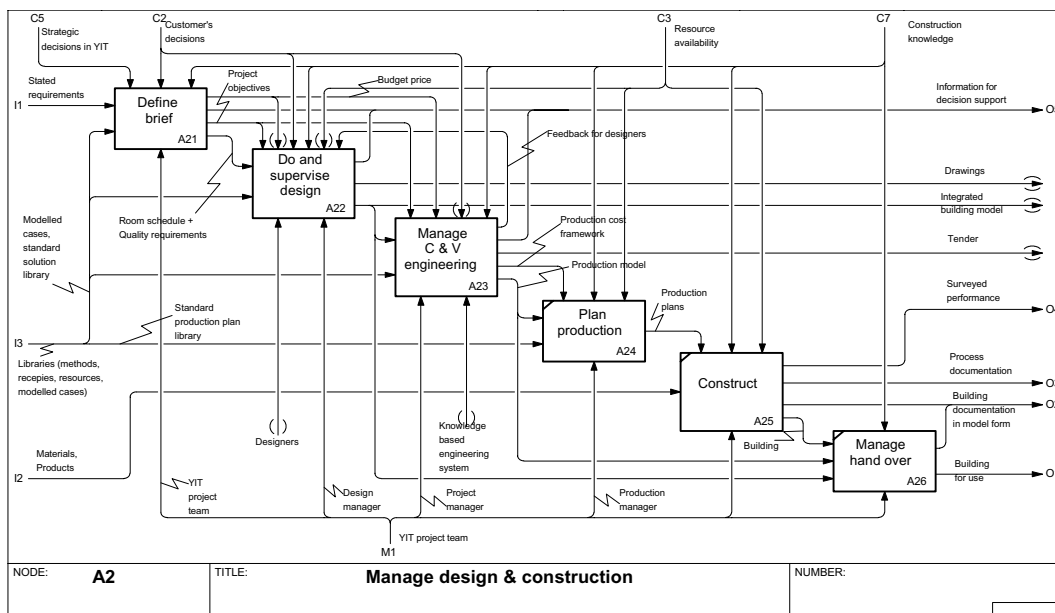 C5
C2
C3
C7
Strategic
decisions in YIT
Customer's
decisions
Resource
availability
Construction
knowledge
Stated
requirements
I1
Project
objectives
Budget price
Information for
decision support
Define
brief
A21
Feedback for designers
Do and
supervise
design
A22
Drawings
Integrated
building model
Room schedule +
Quality requirements
Modelled
cases,
standard
solution
library
Manage
C & V
engineering
A23
Production cost
framework
Tender
Production model
Surveyed
performance
Standard
production plan
library
Plan
production
A24
Production
plans
I3
Libraries (methods,
recepies, resources,
modelled cases)
Construct
A25
Process
documentation
O3
Building
documentation
in model form
Designers
Knowledge
based
engineering
system
Building
Manage
hand over
A26
Materials,
Products
I2
Building
for use
YIT
project
team
Design
manager
Project
manager
Production
manager
YIT project team
M1
NODE:
A2
TITLE:
Manage design & construction
NUMBER: